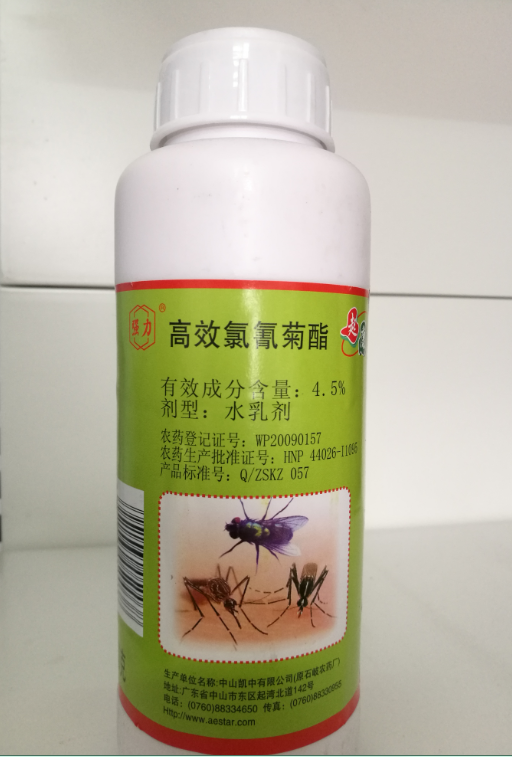 强力®
高效氯氰菊酯
有效成分含量：4.5%
剂型：水乳剂
农药登记证号：WP20090157
农药生产批准证号：HNP 44026-I1095
产品标准号：Q/ZSKZ 057
生产单位名称:中山凯中有限公司(原石岐农药厂)
地址:广东省中山市东区起湾北道142号
电话：(0760)88334650 传真：(0760)88330955
Http://www.aestar.com